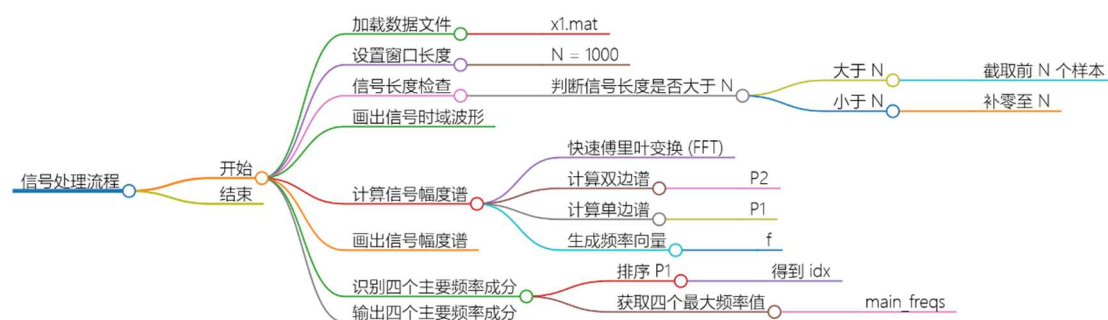 信号处理流程
开始
加载数据文件
x1.mat
设置窗口长度
N = 1000
信号长度检查
判断信号长度是否大于 N
大于 N
截取前 N 个样本
小于 N
补零至 N
画出信号时域波形
计算信号幅度谱
快速傅里叶变换 (FFT)
计算双边谱
P2
计算单边谱
P1
生成频率向量
f
画出信号幅度谱
识别四个主要频率成分
排序 P1
得到 idx
获取四个最大频率值
main_freqs
输出四个主要频率成分
结束